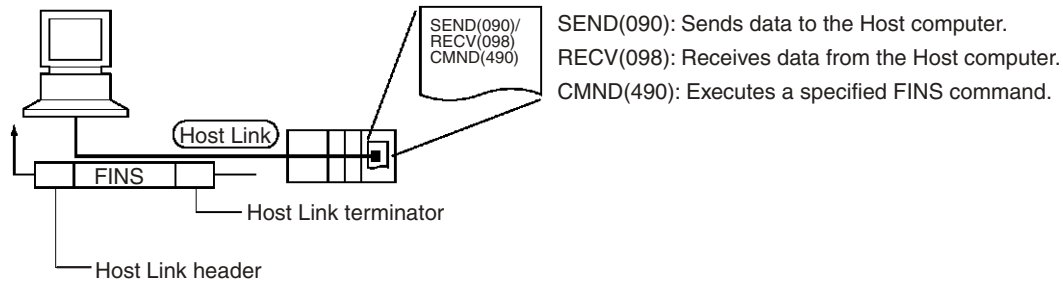 SEND(090)/
RECV(098)
CMND(490)
SEND(090): Sends data to the Host computer.
RECV(098): Receives data from the Host computer.
CMND(490): Executes a specified FINS command.
Host Link
FINS
Host Link terminator
Host Link header